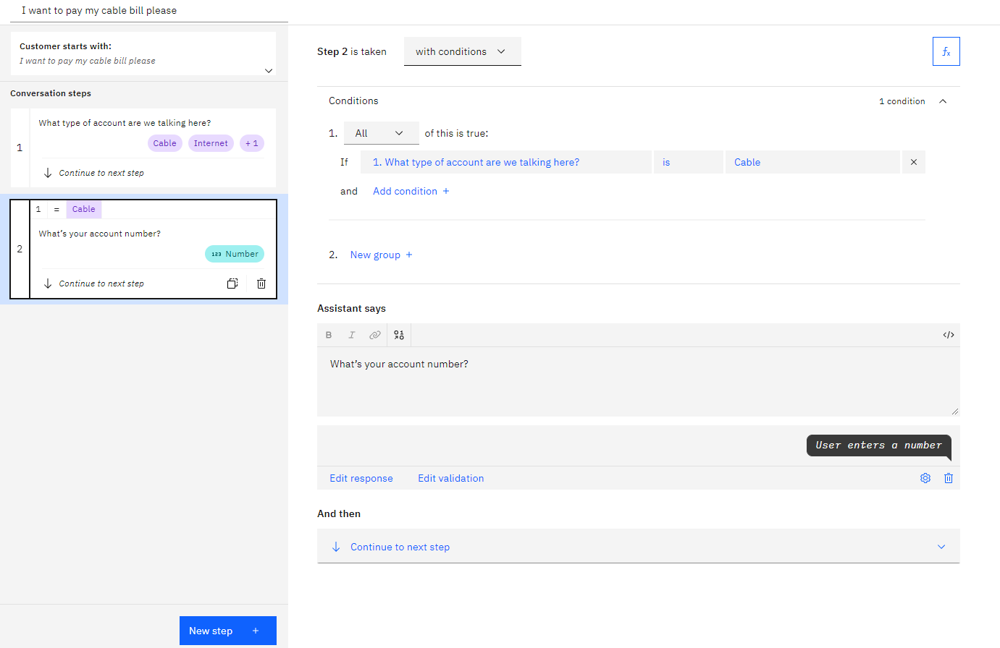 I want to pay my cable bill please
Customer starts with:
I want to pay my cable bill please
Conversation steps
1
What type of account are we talking here?
Cable Internet + 1
Continue to next step
2
1 = Cable
What's your account number?
123 Number
Continue to next step
New step +
Step 2 is taken with conditions
fx
Conditions 1 condition
1. All of this is true:
If 1. What type of account are we talking here? is Cable ×
and Add condition +
2. New group +
Assistant says
B I </>
What's your account number?
User enters a number
Edit response Edit validation
And then
Continue to next step